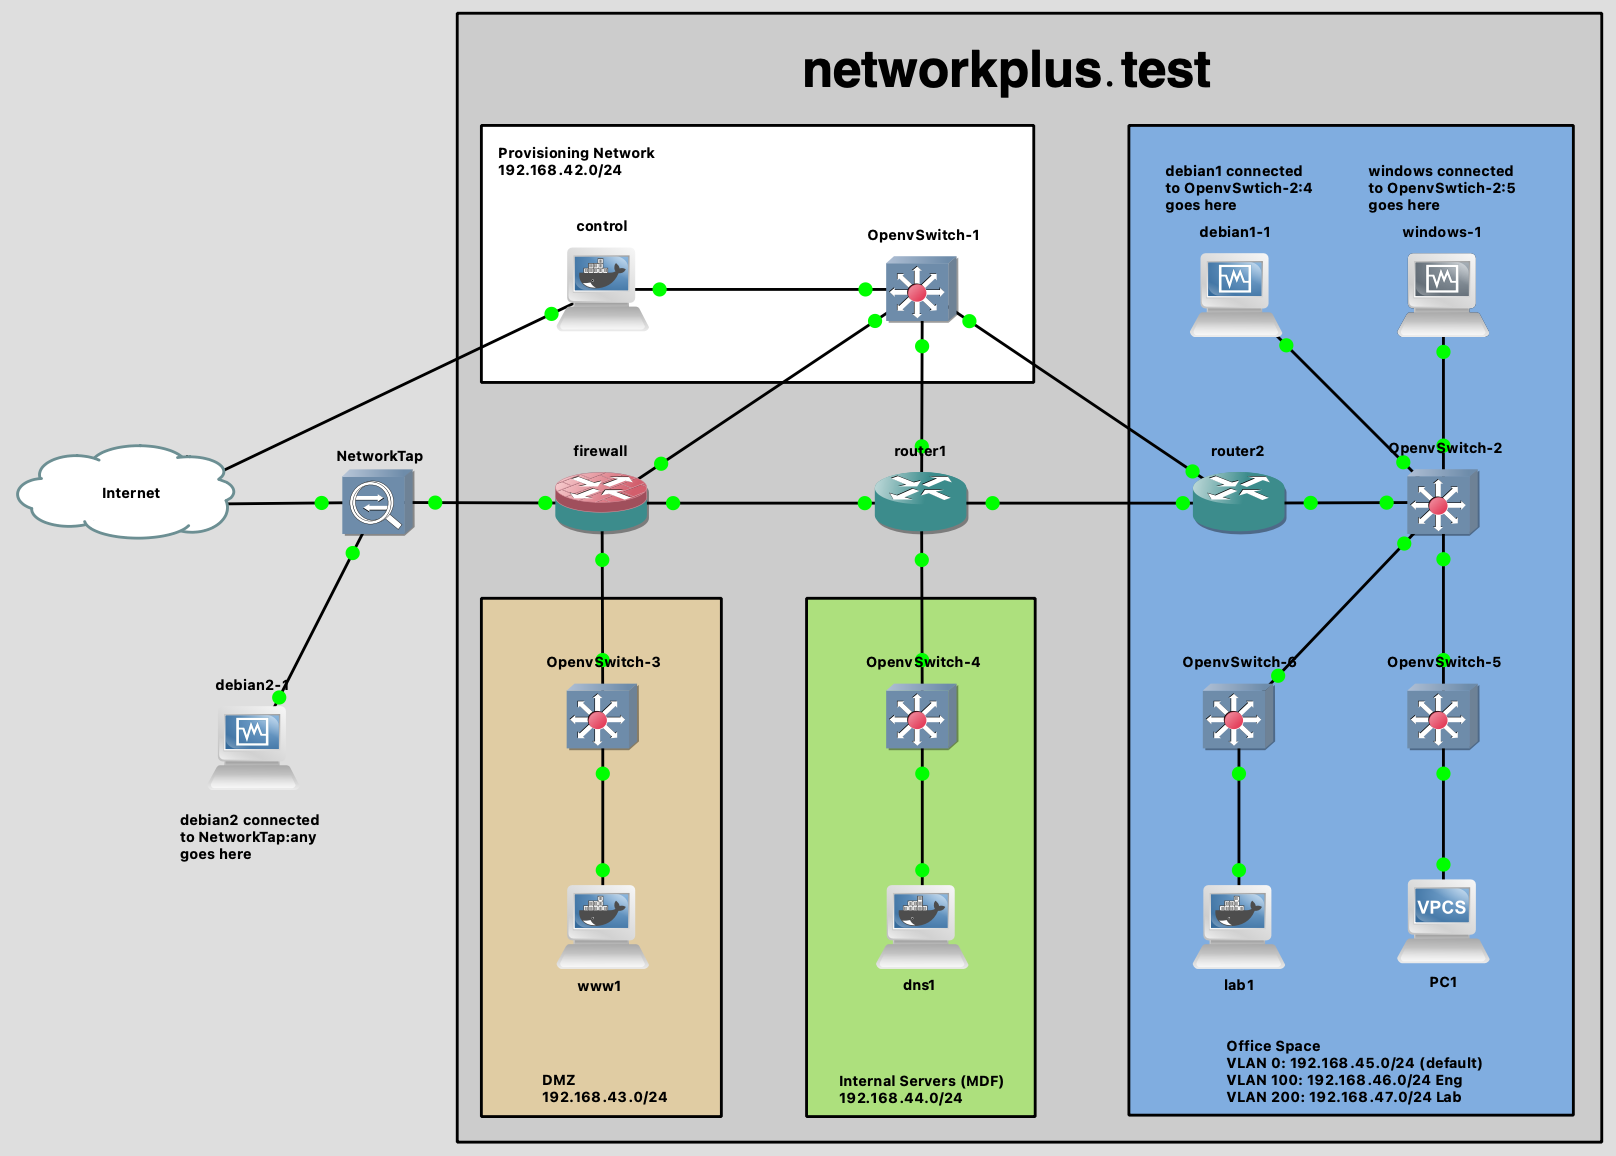 networkplus.test
Provisioning Network
192.168.42.0/24
control
OpenvSwitch-1
debian1 connected
to OpenvSwtich-2:4
goes here
debian1-1
windows connected
to OpenvSwtich-2:5
goes here
windows-1
Internet
NetworkTap
firewall
router1
router2
OpenvSwitch-2
debian2-1
debian2 connected
to NetworkTap:any
goes here
OpenvSwitch-3
www1
DMZ
192.168.43.0/24
OpenvSwitch-4
dns1
Internal Servers (MDF)
192.168.44.0/24
OpenvSwitch-6
OpenvSwitch-5
lab1
VPCS
PC1
Office Space
VLAN 0: 192.168.45.0/24 (default)
VLAN 100: 192.168.46.0/24 Eng
VLAN 200: 192.168.47.0/24 Lab